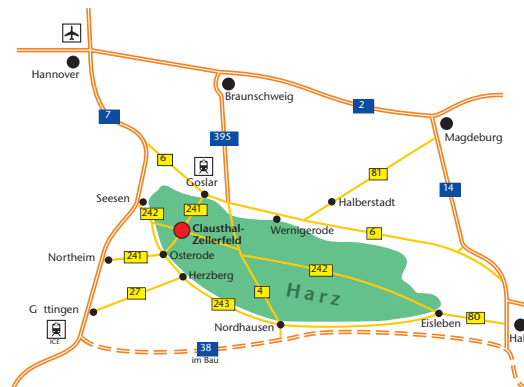 Hannover
Braunschweig
2
7
395
Magdeburg
6
81
14
Goslar
Seesen
241
242
Halberstadt
Clausthal-
Zellerfeld
Wernigerode
6
Northeim
241
Osterode
242
Herzberg
27
4
Harz
243
G ttingen
Nordhausen
Eisleben
80
ICE
38
im Bau
Hal